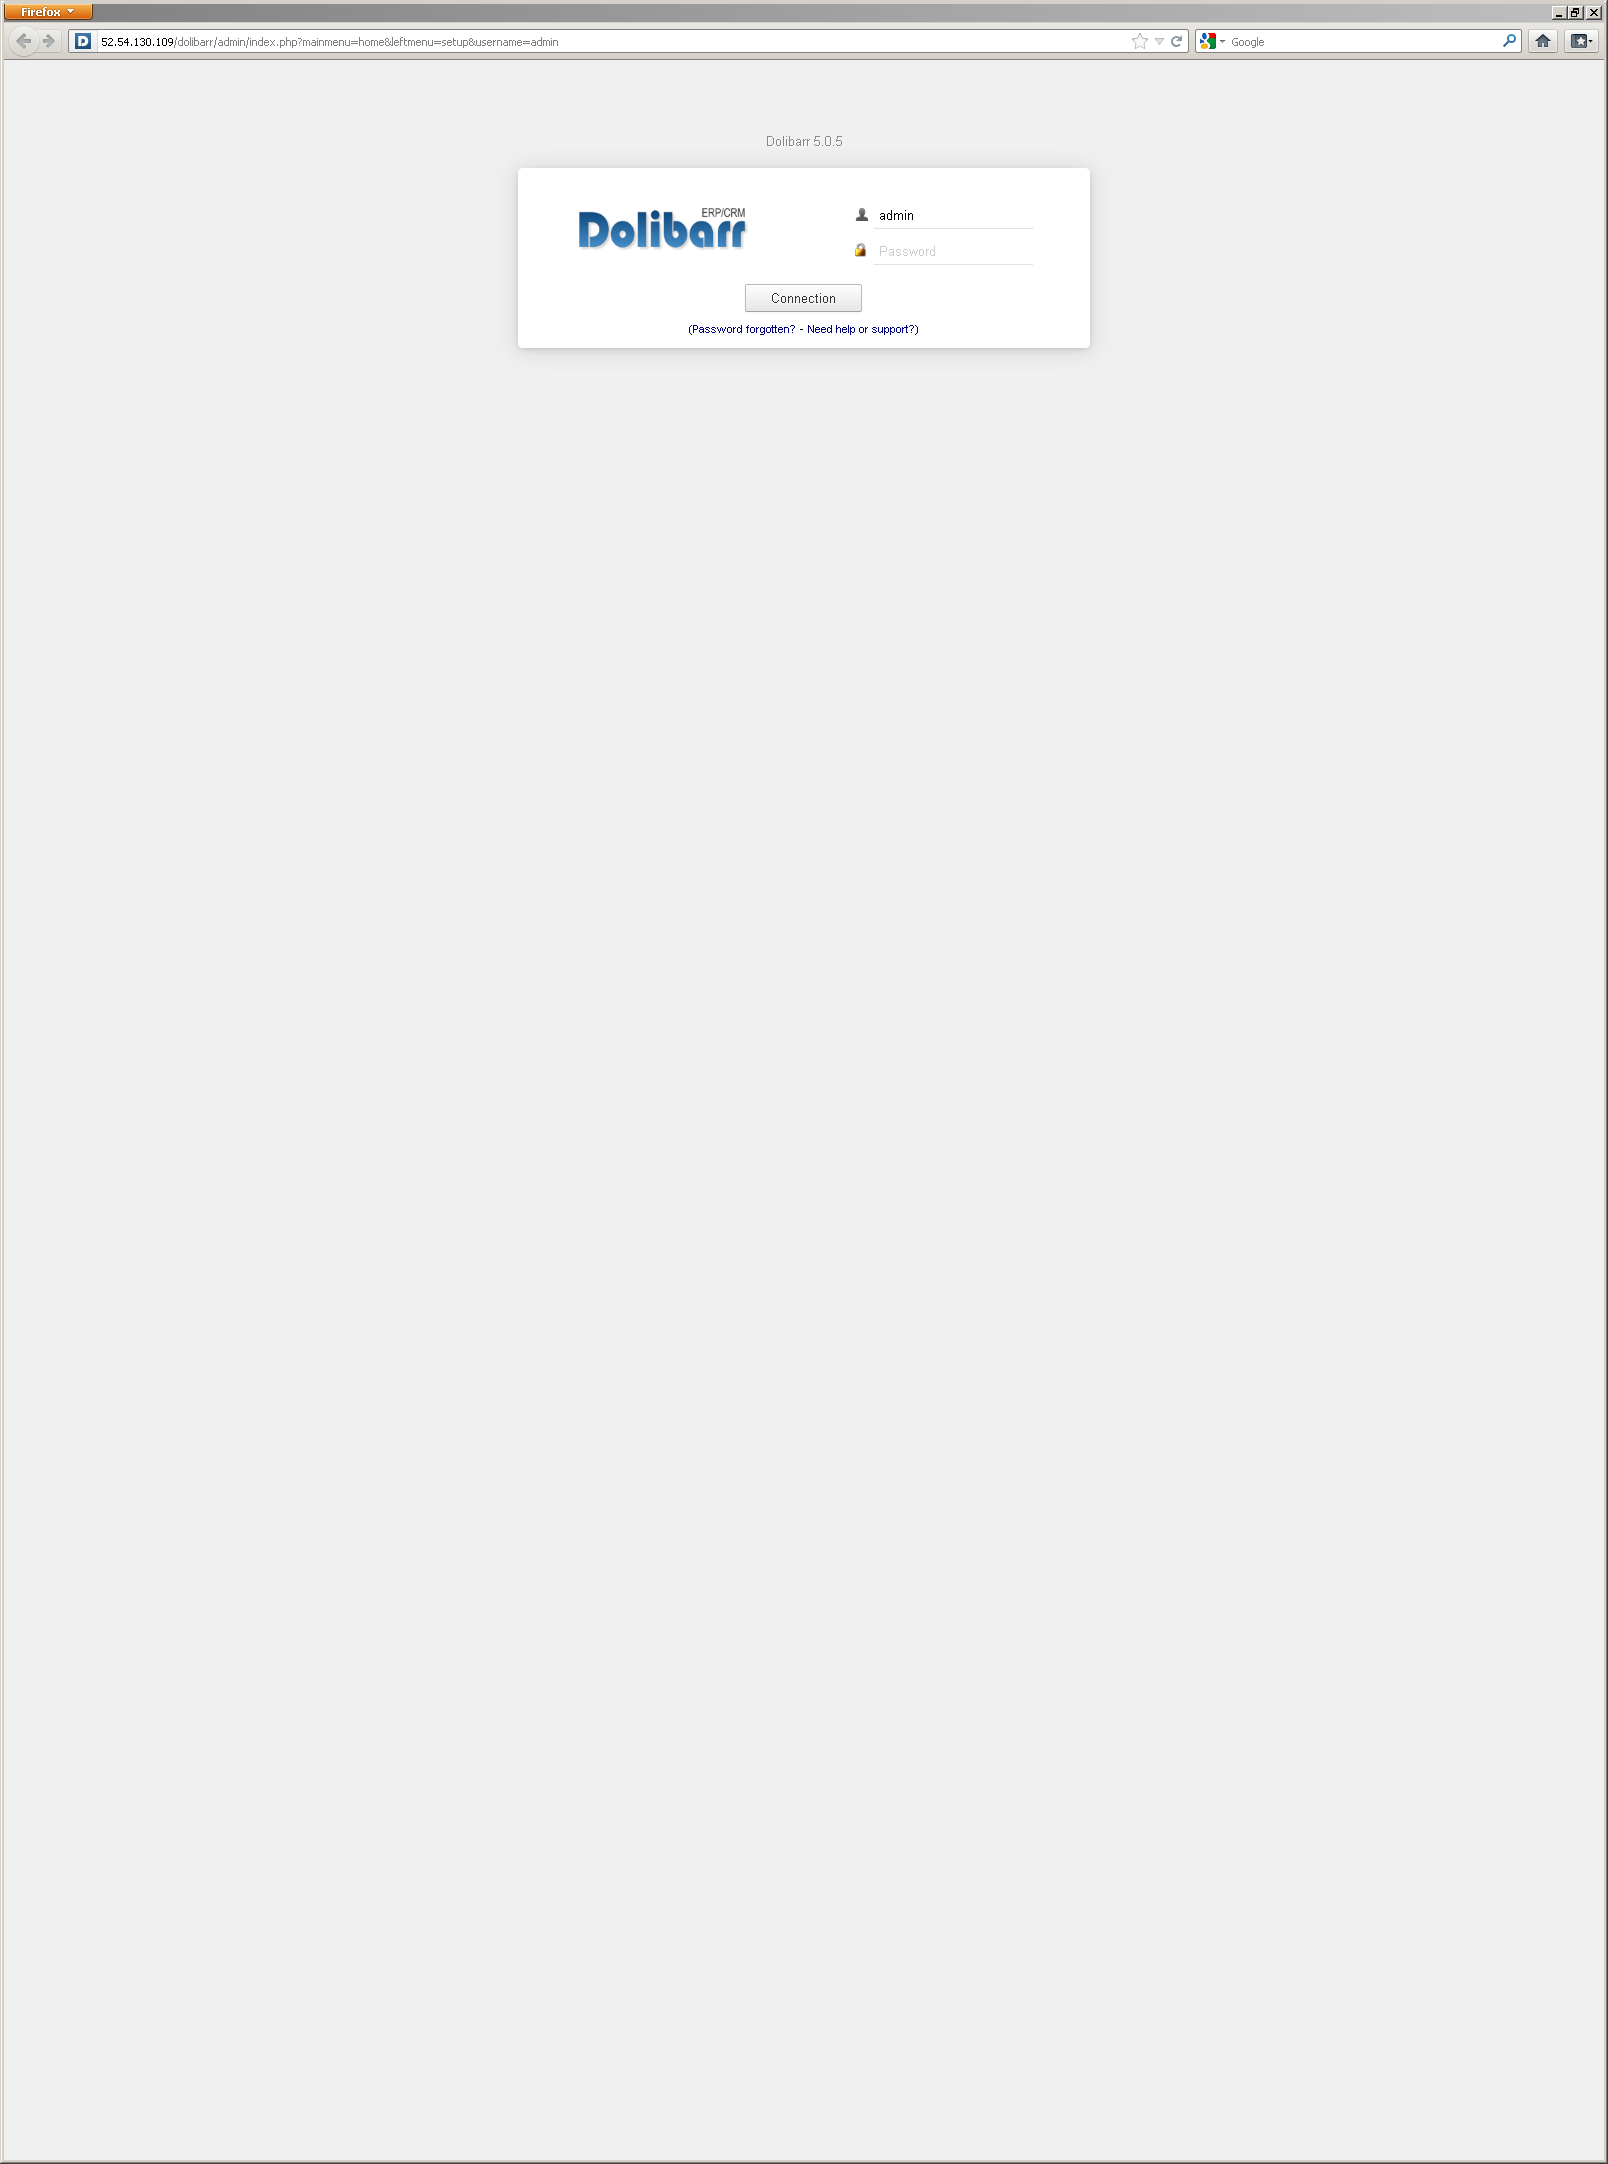 Firefox
52.54.130.109/dolibarr/admin/index.php?mainmenu=home&leftmenu=setup&username=admin
Google
Dolibarr 5.0.5
ERP/CRM
Dolibarr
admin
Password
Connection
(Password forgotten? - Need help or support?)